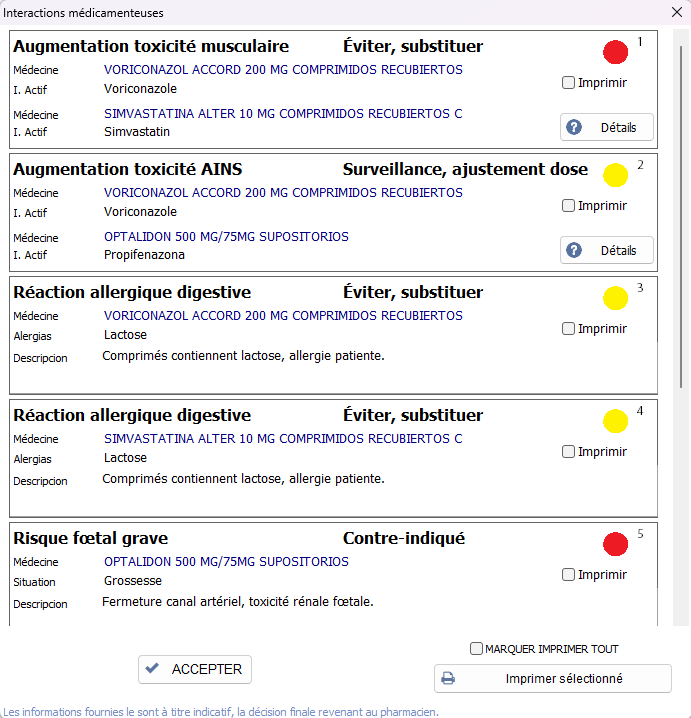 Interactions médicamenteuses
Augmentation toxicité musculaire Éviter, substituer 1
Médecine VORICONAZOL ACCORD 200 MG COMPRIMIDOS RECUBIERTOS
I. Actif Voriconazole
Imprimir
Médecine SIMVASTATINA ALTER 10 MG COMPRIMIDOS RECUBIERTOS C
I. Actif Simvastatin
Détails
Augmentation toxicité AINS Surveillance, ajustement dose 2
Médecine VORICONAZOL ACCORD 200 MG COMPRIMIDOS RECUBIERTOS
I. Actif Voriconazole
Imprimir
Médecine OPTALIDON 500 MG/75MG SUPOSITORIOS
I. Actif Propifenazona
Détails
Réaction allergique digestive Éviter, substituer 3
Médecine VORICONAZOL ACCORD 200 MG COMPRIMIDOS RECUBIERTOS
Alergias Lactose
Imprimir
Descripcion Comprimés contiennent lactose, allergie patiente.
Réaction allergique digestive Éviter, substituer 4
Médecine SIMVASTATINA ALTER 10 MG COMPRIMIDOS RECUBIERTOS C
Alergias Lactose
Imprimir
Descripcion Comprimés contiennent lactose, allergie patiente.
Risque fœtal grave Contre-indiqué 5
Médecine OPTALIDON 500 MG/75MG SUPOSITORIOS
Situation Grossesse
Imprimir
Descripcion Fermeture canal artériel, toxicité rénale fœtale.
MARQUER IMPRIMER TOUT
ACCEPTER
Imprimer sélectionné
Les informations fournies le sont à titre indicatif, la décision finale revenant au pharmacien.